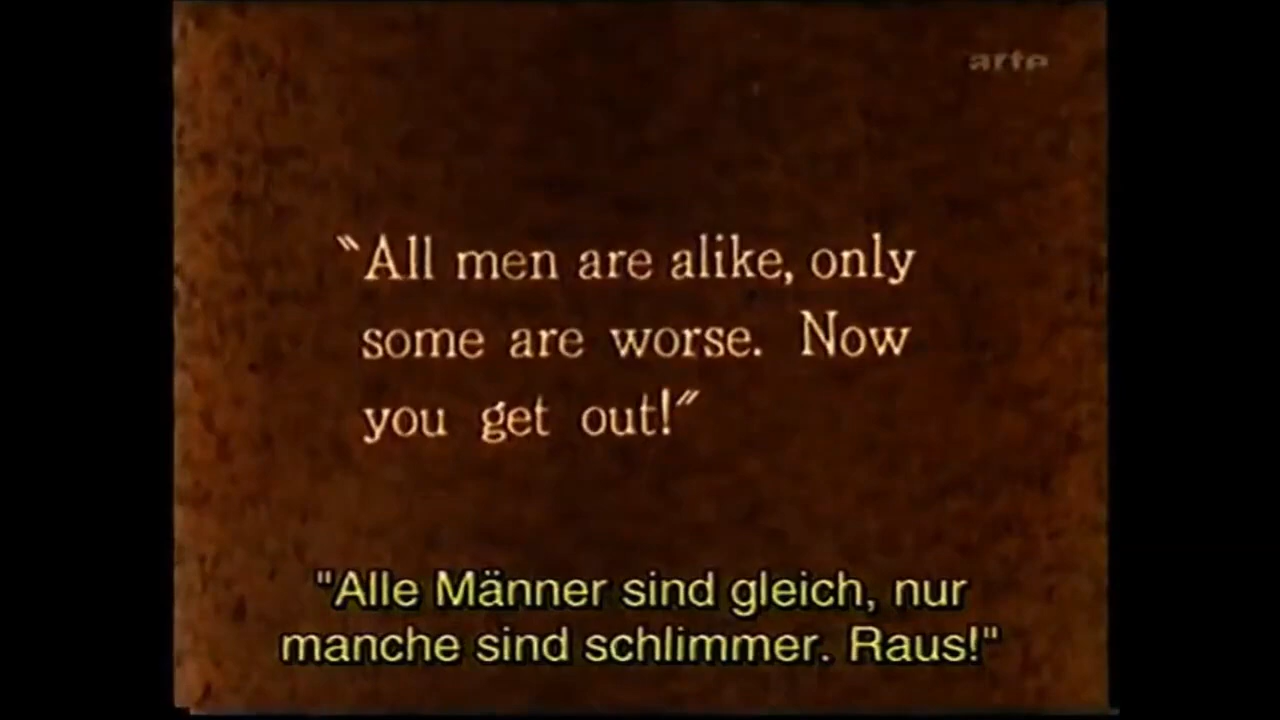 arte
“All men are alike, only
some are worse. Now
you get out!”
"Alle Männer sind gleich, nur
manche sind schlimmer. Raus!"